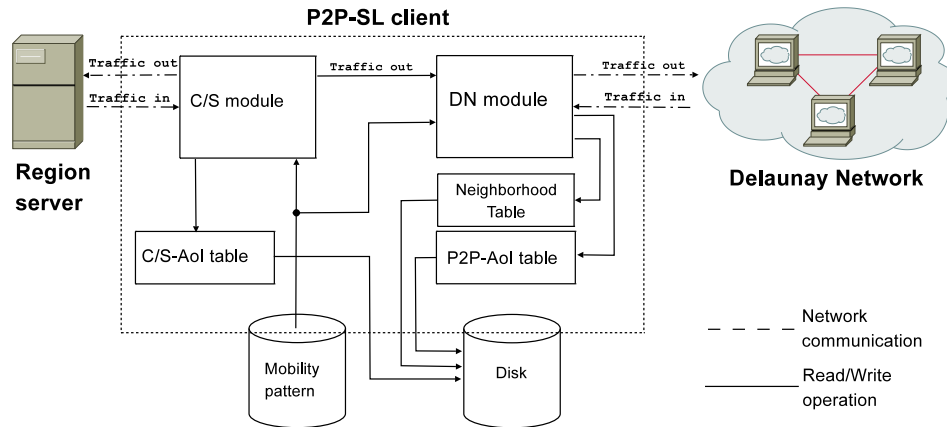 P2P-SL client
Traffic out
Traffic in
Region
server
C/S module
Traffic out
DN module
Traffic out
Traffic in
Delaunay Network
Neighborhood
Table
C/S-AoI table
P2P-AoI table
Mobility
pattern
Disk
Network
communication
Read/Write
operation